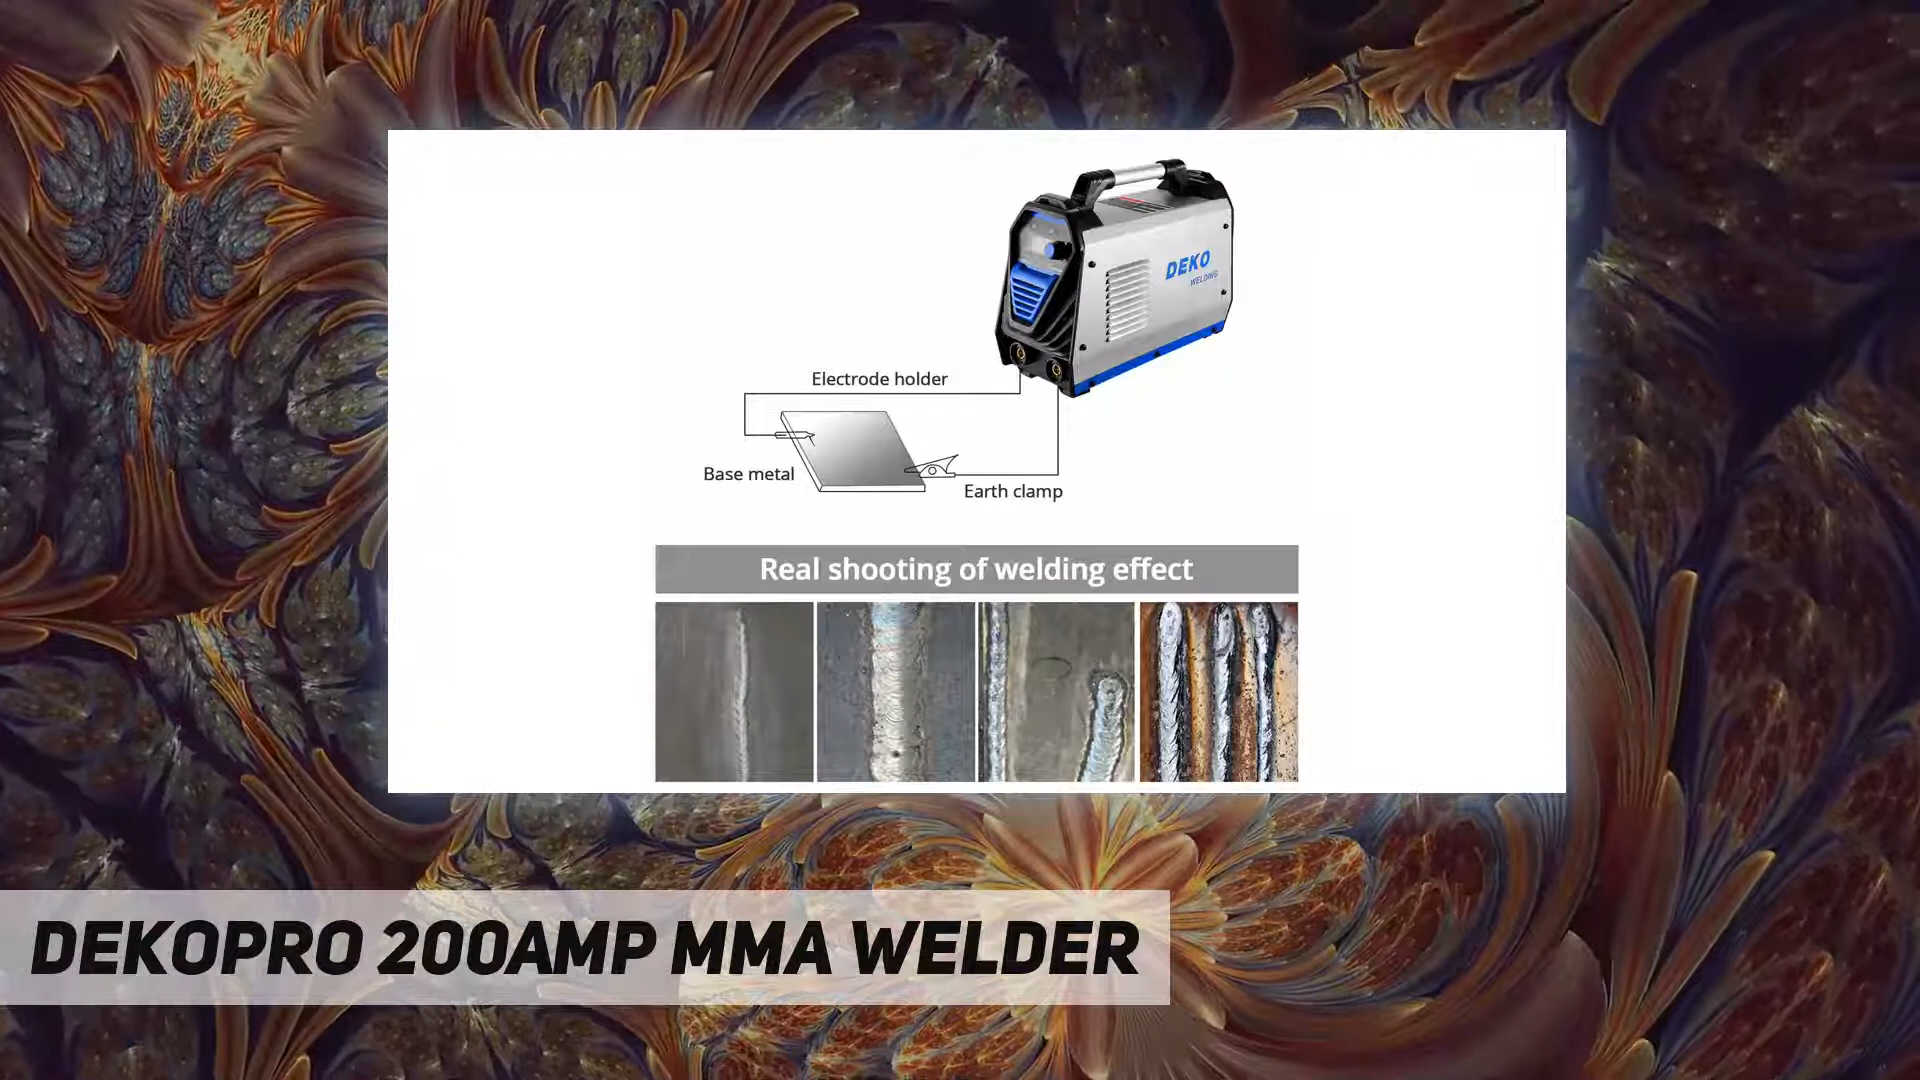 DEKO
WELDING
Electrode holder
Base metal
Earth clamp
Real shooting of welding effect
DEKOPRO 200AMP MMA WELDER